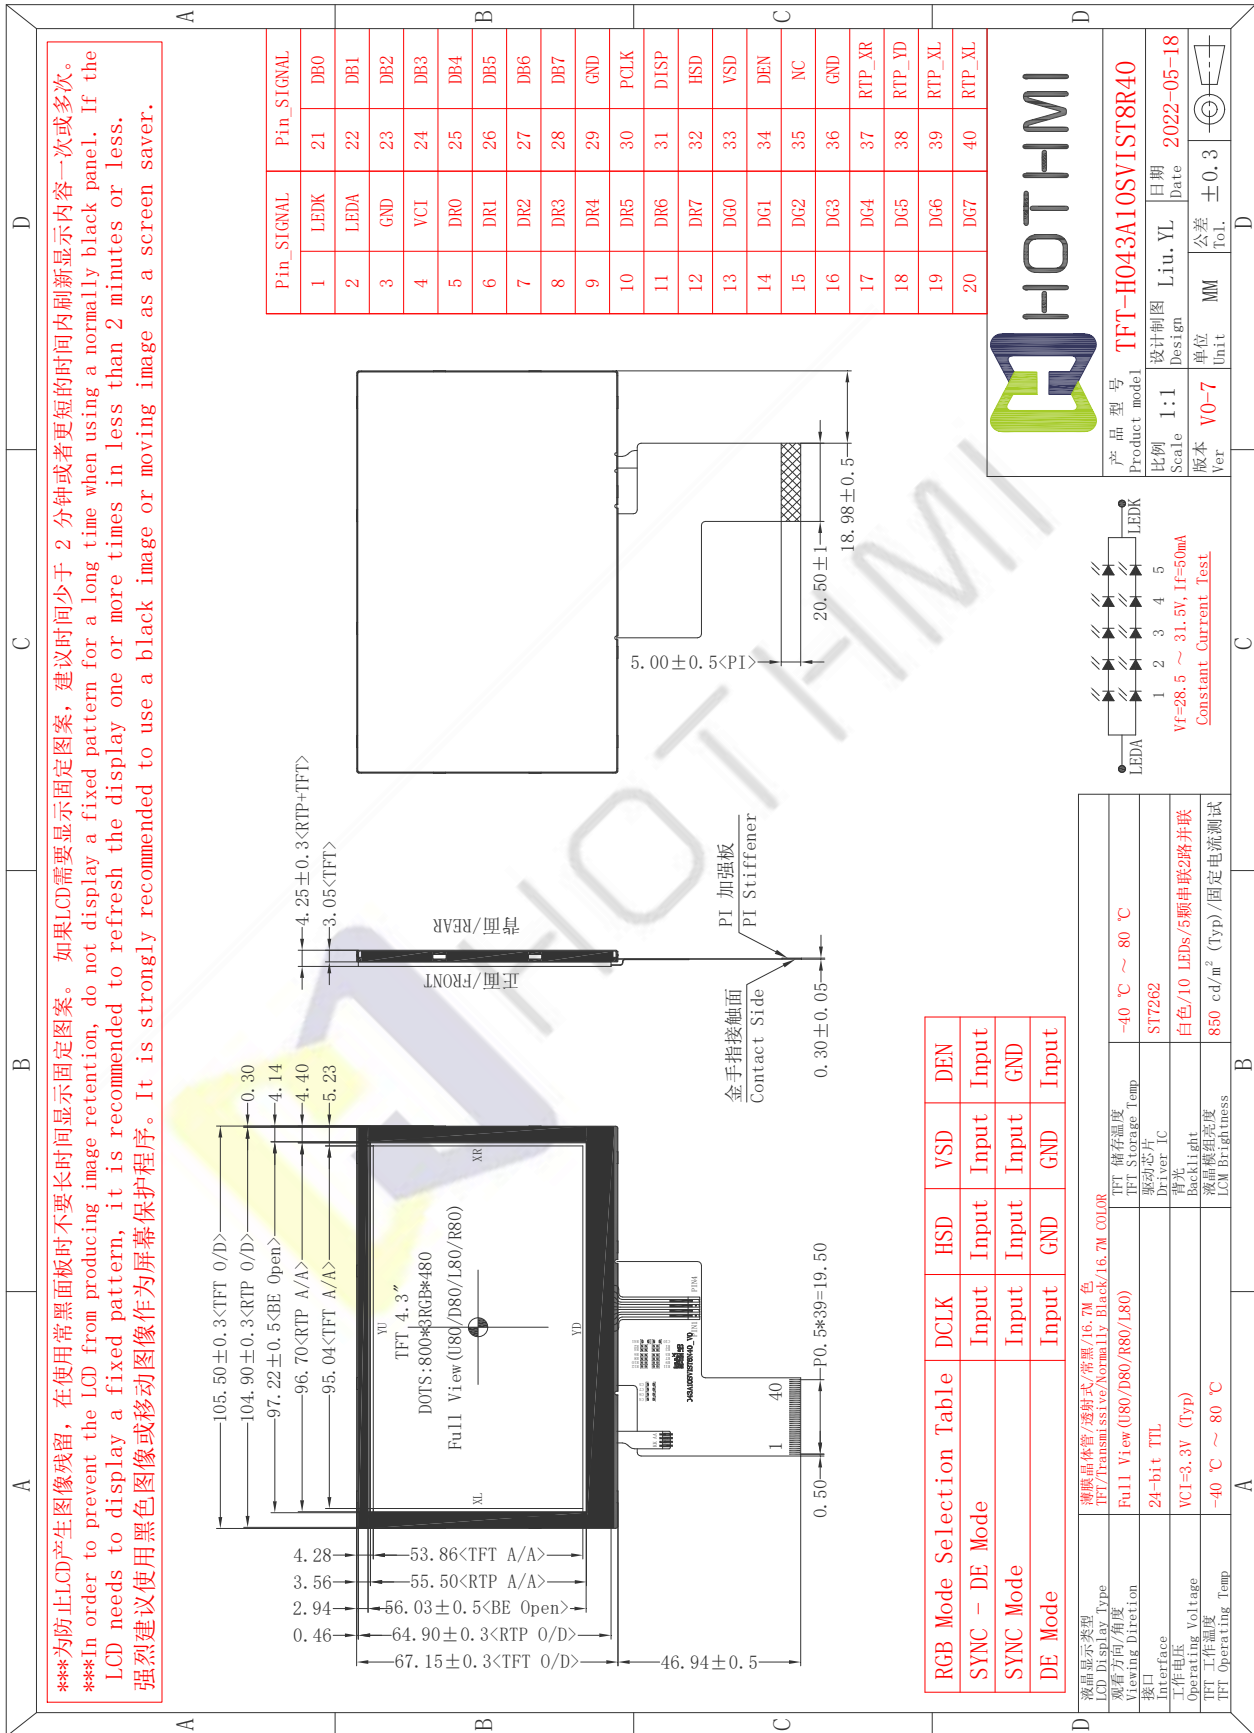 ***为防止LCD产生图像残留，在使用常黑面板时不要长时间显示固定图案。 如果LCD需要显示固定图案，建议时间少于 2 分钟或者更短的时间内刷新显示内容一次或多次。
***In order to prevent the LCD from producing image retention, do not display a fixed pattern for a long time when using a normally black panel. If the
LCD needs to display a fixed pattern, it is recommended to refresh the display one or more times in less than 2 minutes or less.
强烈建议使用黑色图像或移动图像作为屏幕保护程序。It is strongly recommended to use a black image or moving image as a screen saver.
A B C D
A B C D
A B C D
A B C D
105.50±0.3<TFT O/D>
0.30
104.90±0.3<RTP O/D>
4.14
97.22±0.5<BE Open>
4.40
96.70<RTP A/A>
5.23
95.04<TFT A/A>
4.28
53.86<TFT A/A>
3.56
55.50<RTP A/A>
2.94
56.03±0.5<BE Open>
0.46
64.90±0.3<RTP O/D>
67.15±0.3<TFT O/D>
46.94±0.5
YU
TFT 4.3"
DOTS:800*3RGB*480
Full View(U80/D80/L80/R80)
XL
XR
YD
PIN1
PIN4
1
40
0.50
P0.5*39=19.50
4.25±0.3<RTP+TFT>
3.05<TFT>
背面/REAR
正面/FRONT
PI 加强板
PI Stiffener
金手指接触面
Contact Side
0.30±0.05
5.00±0.5<PI>
20.50±1
18.98±0.5
HOTHMI
Pin_SIGNAL Pin_SIGNAL
1 LEDK 21 DB0
2 LEDA 22 DB1
3 GND 23 DB2
4 VCI 24 DB3
5 DR0 25 DB4
6 DR1 26 DB5
7 DR2 27 DB6
8 DR3 28 DB7
9 DR4 29 GND
10 DR5 30 PCLK
11 DR6 31 DISP
12 DR7 32 HSD
13 DG0 33 VSD
14 DG1 34 DEN
15 DG2 35 NC
16 DG3 36 GND
17 DG4 37 RTP_XR
18 DG5 38 RTP_YD
19 DG6 39 RTP_XL
20 DG7 40 RTP_XL
RGB Mode Selection Table DCLK HSD VSD DEN
SYNC - DE Mode Input Input Input Input
SYNC Mode Input Input Input GND
DE Mode Input GND GND Input
液晶显示类型
LCD Display Type
薄膜晶体管/透射式/常黑/16.7M 色
TFT/Transmissive/Normally Black/16.7M COLOR
观看方向/角度
Viewing Diretion
Full View(U80/D80/R80/L80)
TFT 储存温度
TFT Storage Temp
-40 ℃ ～ 80 ℃
接口
Interface
24-bit TTL
驱动芯片
Driver IC
ST7262
工作电压
Operating Voltage
VCI=3.3V (Typ)
背光
Backlight
白色/10 LEDs/5颗串联2路并联
TFT 工作温度
TFT Operating Temp
-40 ℃ ～ 80 ℃
液晶模组亮度
LCM Brightness
850 cd/m² (Typ)/固定电流测试
LEDA
LEDK
1 2 3 4 5
Vf=28.5 ～ 31.5V, If=50mA
Constant Current Test
HOTHMI
产 品 型 号
Product model
TFT-H043A10SVIST8R40
比例
Scale
1:1
设计制图
Design
Liu.YL
日期
Date
2022-05-18
版本
Ver
V0-7
单位
Unit
MM
公差
Tol.
±0.3